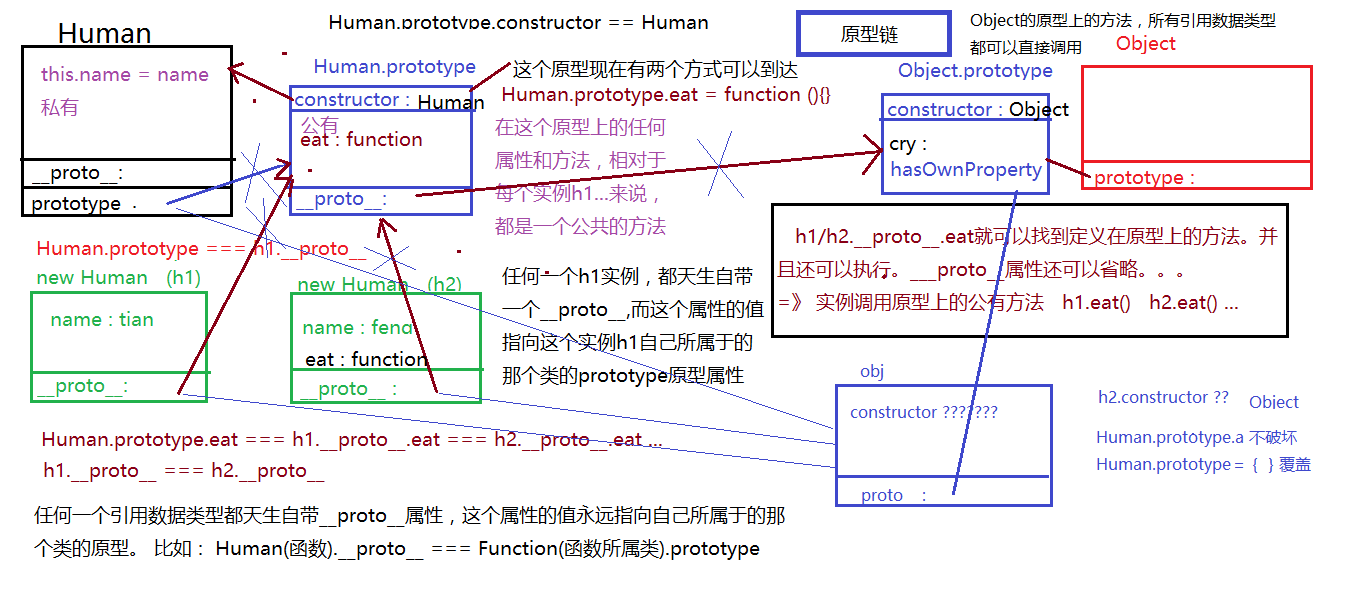 Human
Human.prototype.constructor == Human
原型链
Object的原型上的方法，所有引用数据类型
都可以直接调用
Object
this.name = name
私有
__proto__:
prototype :
Human.prototype
constructor : Human
公有
eat : function
__proto__:
这个原型现在有两个方式可以到达
Human.prototype.eat = function (){}
在这个原型上的任何
属性和方法，相对于
每个实例h1...来说，
都是一个公共的方法
Object.prototype
constructor : Object
cry :
hasOwnProperty
prototype :
h1/h2.__proto__.eat就可以找到定义在原型上的方法。并
且还可以执行。___proto__属性还可以省略。。。
=》 实例调用原型上的公有方法 h1.eat() h2.eat() ...
Human.prototype === h1.__proto__
new Human (h1)
name : tian
__proto__:
new Human (h2)
name : feng
eat : function
__proto__ :
任何一个h1实例，都天生自带
一个__proto__,而这个属性的值
指向这个实例h1自己所属于的
那个类的prototype原型属性
obj
constructor ???????
proto :
h2.constructor ??
Object
Human.prototype.a 不破坏
Human.prototype = { } 覆盖
Human.prototype.eat === h1.__proto__.eat === h2.__proto__.eat ...
h1.__proto__ === h2.__proto__
任何一个引用数据类型都天生自带__proto__属性，这个属性的值永远指向自己所属于的那
个类的原型。 比如： Human(函数).__proto__ === Function(函数所属类).prototype